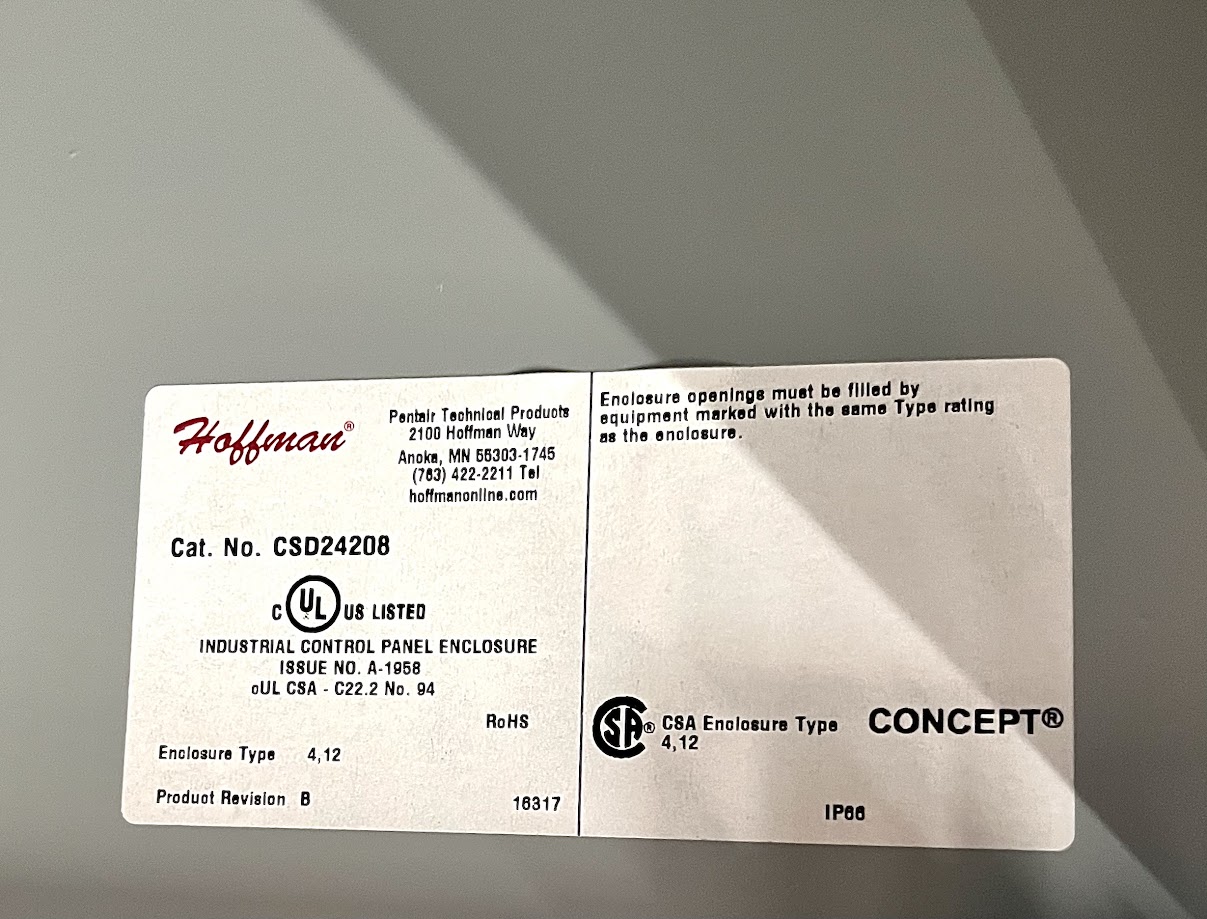 Hoffman®
Pentair Technical Products
2100 Hoffman Way
Anoka, MN 55303-1745
(763) 422-2211 Tel
hoffmanonline.com
Cat. No. CSD24208
C UL US LISTED
INDUSTRIAL CONTROL PANEL ENCLOSURE
ISSUE NO. A-1958
cUL CSA - C22.2 No. 94
RoHS
Enclosure Type 4,12
Product Revision B
16317
Enclosure openings must be filled by
equipment marked with the same Type rating
as the enclosure.
SA® CSA Enclosure Type
4,12
CONCEPT®
IP66